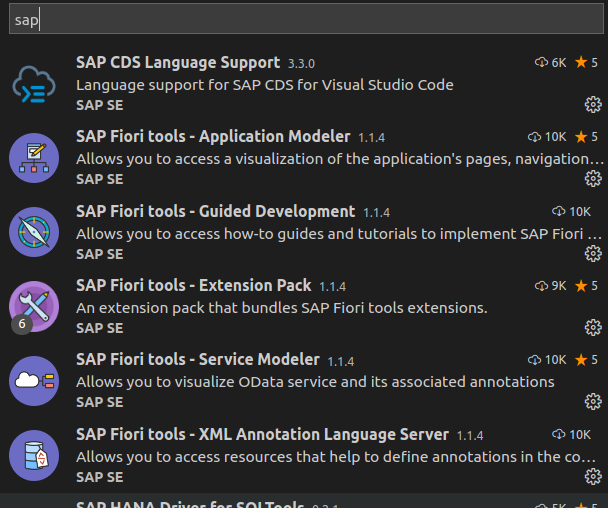 sap
SAP CDS Language Support 3.3.0 6K 5
Language support for SAP CDS for Visual Studio Code
SAP SE
SAP Fiori tools - Application Modeler 1.1.4 10K 5
Allows you to access a visualization of the application's pages, navigation...
SAP SE
SAP Fiori tools - Guided Development 1.1.4 10K
Allows you to access how-to guides and tutorials to implement SAP Fiori ...
SAP SE
SAP Fiori tools - Extension Pack 1.1.4 9K 5
An extension pack that bundles SAP Fiori tools extensions.
6
SAP SE
SAP Fiori tools - Service Modeler 1.1.4 10K 5
Allows you to visualize OData service and its associated annotations
SAP SE
SAP Fiori tools - XML Annotation Language Server 1.1.4 10K
Allows you to access resources that help to define annotations in the co...
SAP SE
SAP HANA Driver for SQLTools 5K 5